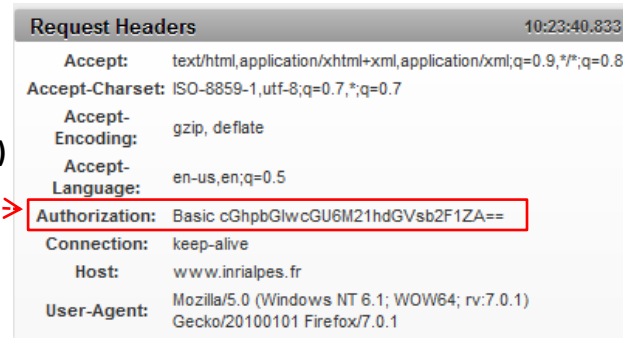 Request Headers 10:23:40.833
Accept: text/html,application/xhtml+xml,application/xml;q=0.9,*/*;q=0.8
Accept-Charset: ISO-8859-1,utf-8;q=0.7,*;q=0.7
Accept-Encoding: gzip, deflate
)
Accept-Language: en-us,en;q=0.5
Authorization: Basic cGhpbGlwcGU6M21hdGVsb2F1ZA==
Connection: keep-alive
Host: www.inrialpes.fr
User-Agent: Mozilla/5.0 (Windows NT 6.1; WOW64; rv:7.0.1)
Gecko/20100101 Firefox/7.0.1